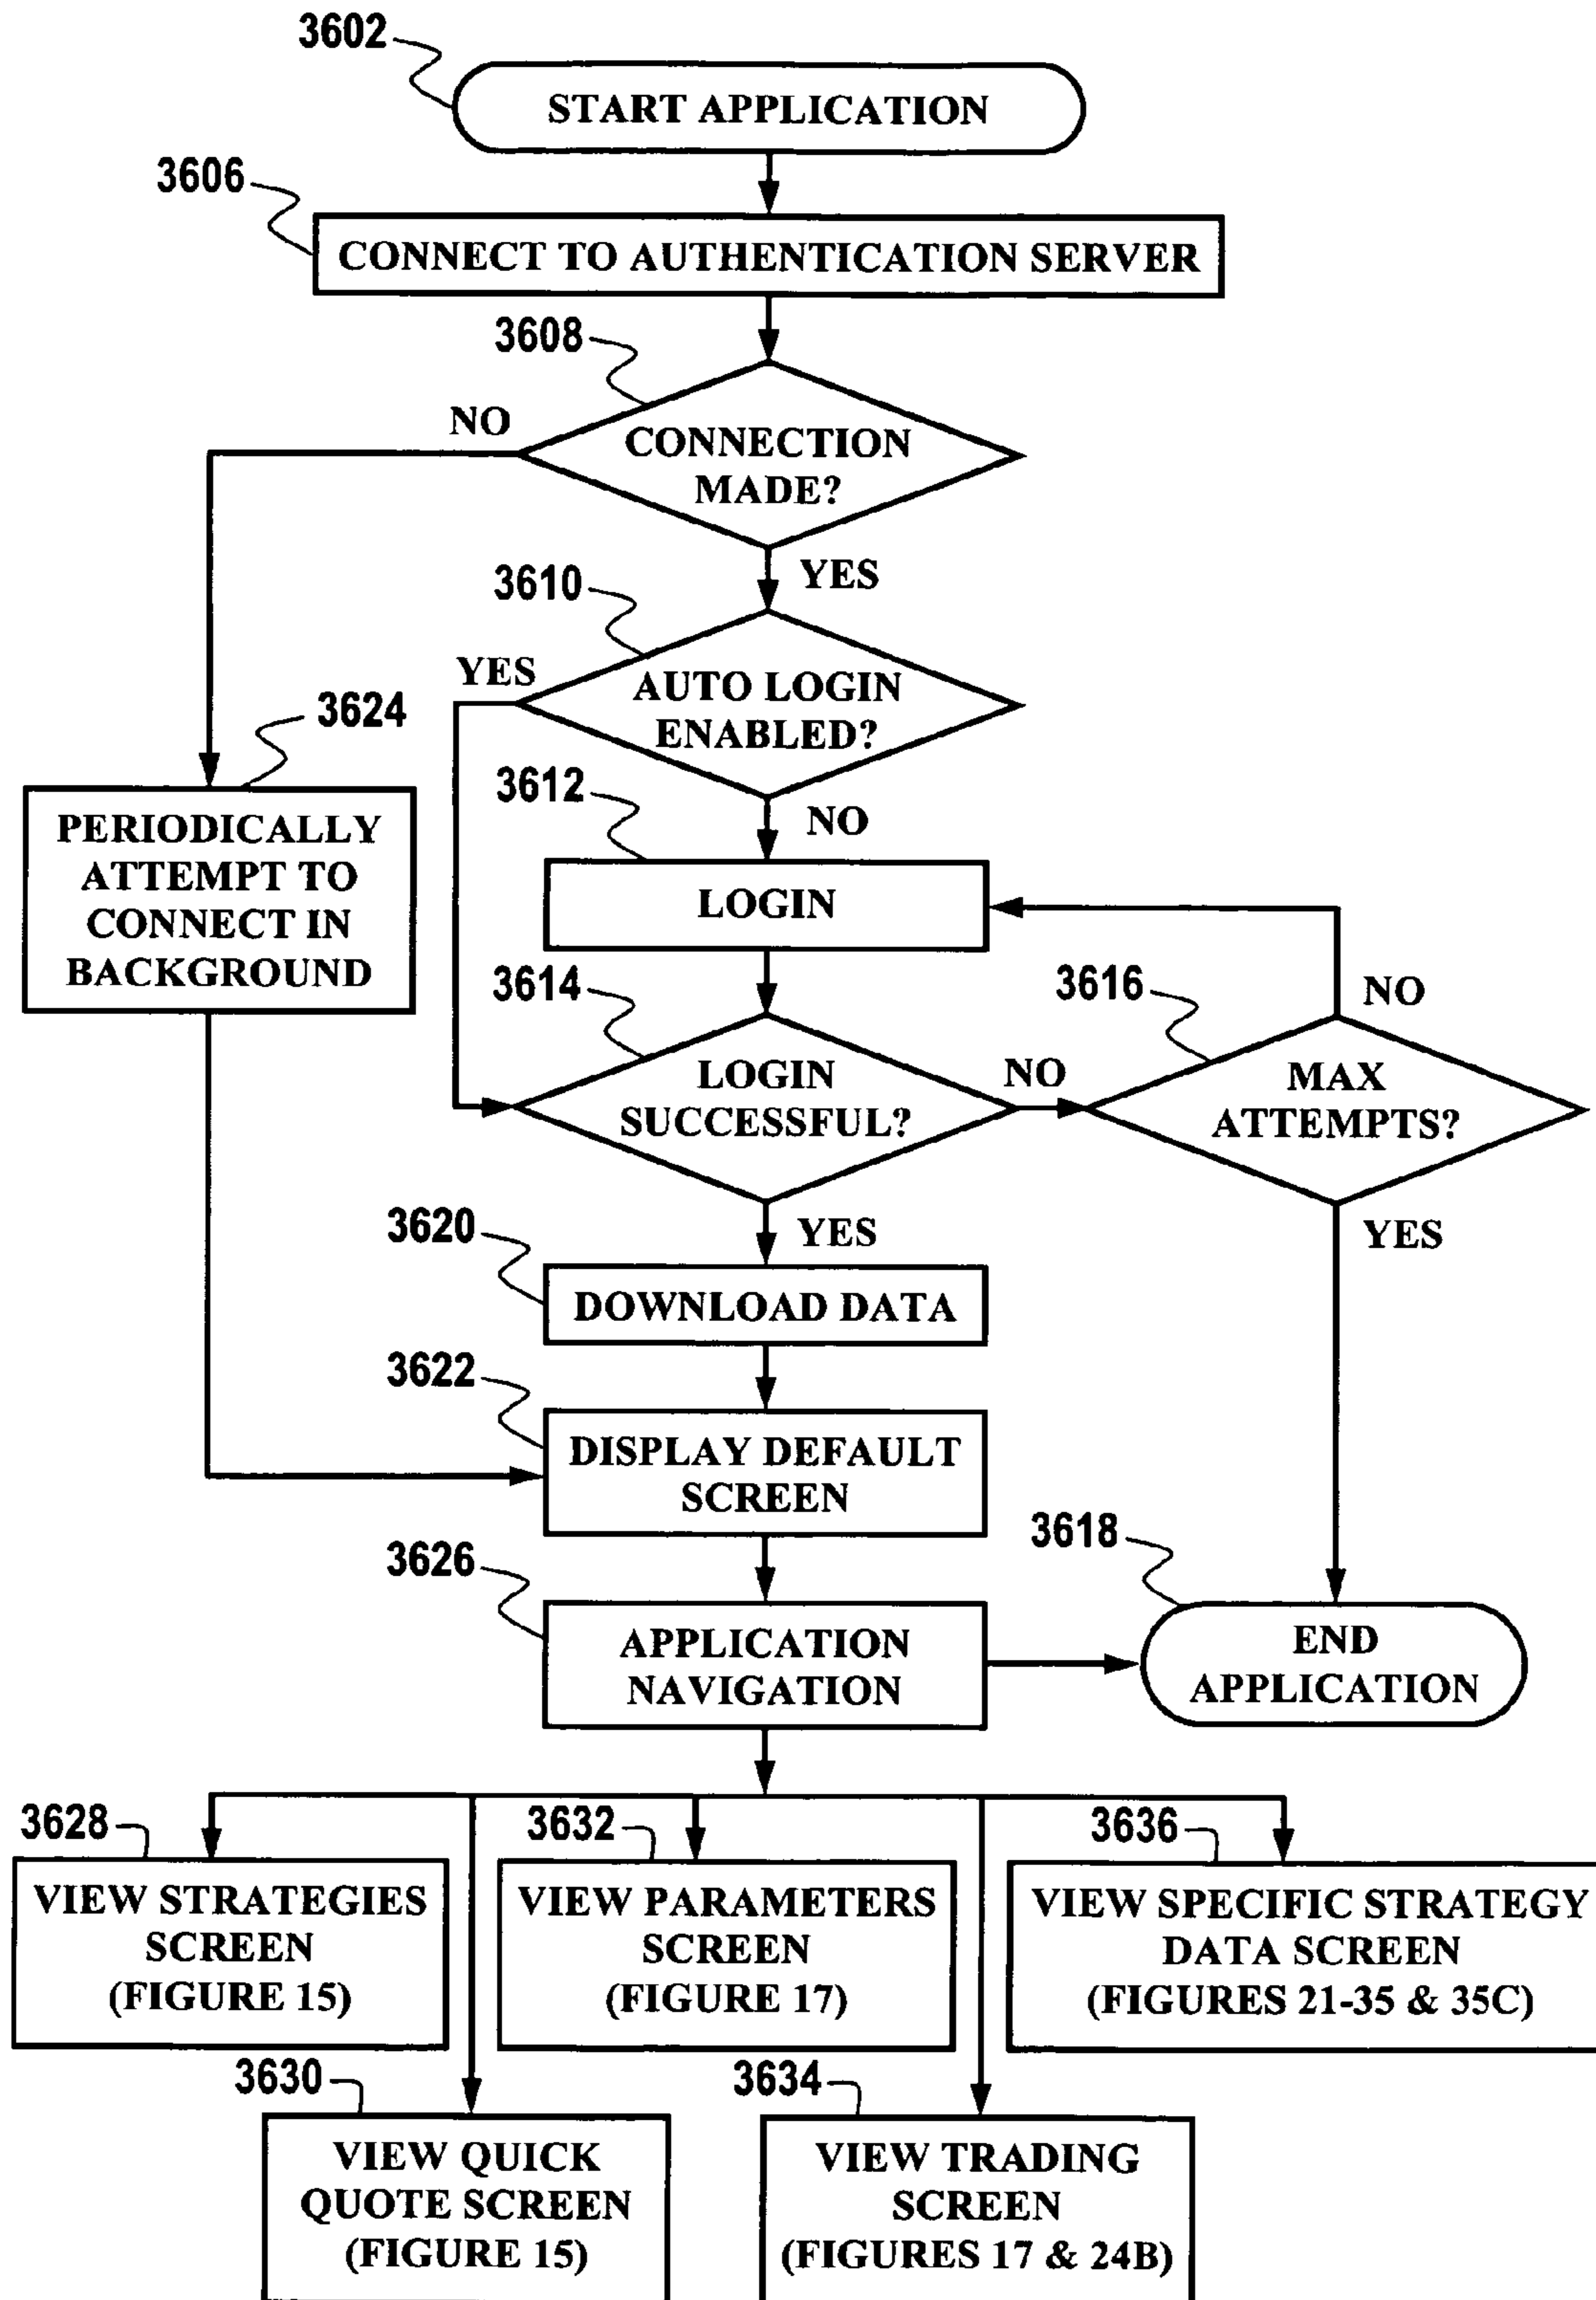 3602
START APPLICATION
3606
CONNECT TO AUTHENTICATION SERVER
3608
NO
CONNECTION
MADE?
YES
3610
YES
AUTO LOGIN
ENABLED?
3624
PERIODICALLY
ATTEMPT TO
CONNECT IN
BACKGROUND
3612
NO
LOGIN
3614
LOGIN
SUCCESSFUL?
NO
3616
NO
MAX
ATTEMPTS?
YES
3620
YES
DOWNLOAD DATA
3622
DISPLAY DEFAULT
SCREEN
3626
APPLICATION
NAVIGATION
3618
END
APPLICATION
3628
VIEW STRATEGIES
SCREEN
(FIGURE 15)
3632
VIEW PARAMETERS
SCREEN
(FIGURE 17)
3636
VIEW SPECIFIC STRATEGY
DATA SCREEN
(FIGURES 21-35 & 35C)
3630
VIEW QUICK
QUOTE SCREEN
(FIGURE 15)
3634
VIEW TRADING
SCREEN
(FIGURES 17 & 24B)